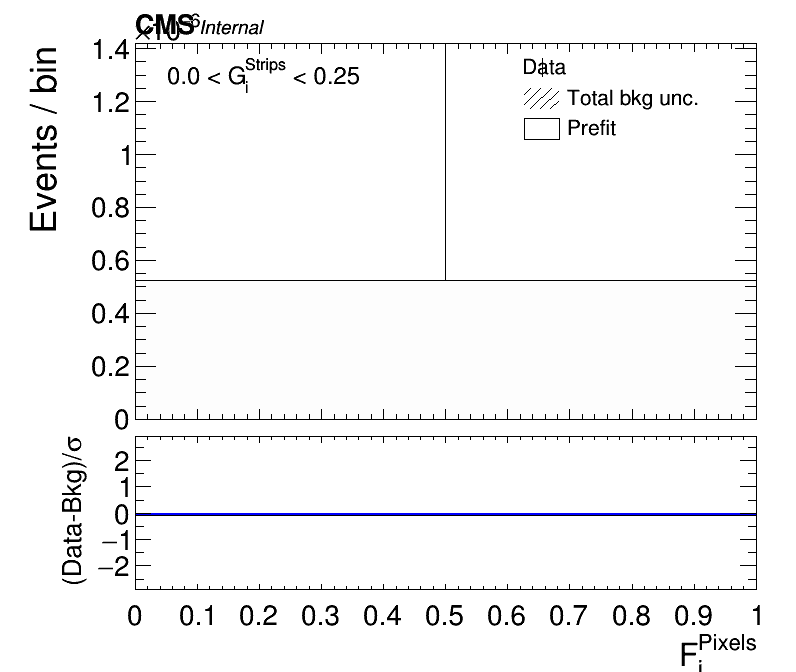 CMS Internal
×10⁻⁶
1.4
1.2
1
0.8
0.6
0.4
0.2
0
Events / bin
0.0 < G_i^Strips < 0.25
Data
Total bkg unc.
Prefit
2
1
0
−1
−2
(Data-Bkg)/σ
0 0.1 0.2 0.3 0.4 0.5 0.6 0.7 0.8 0.9 1
F_i^Pixels